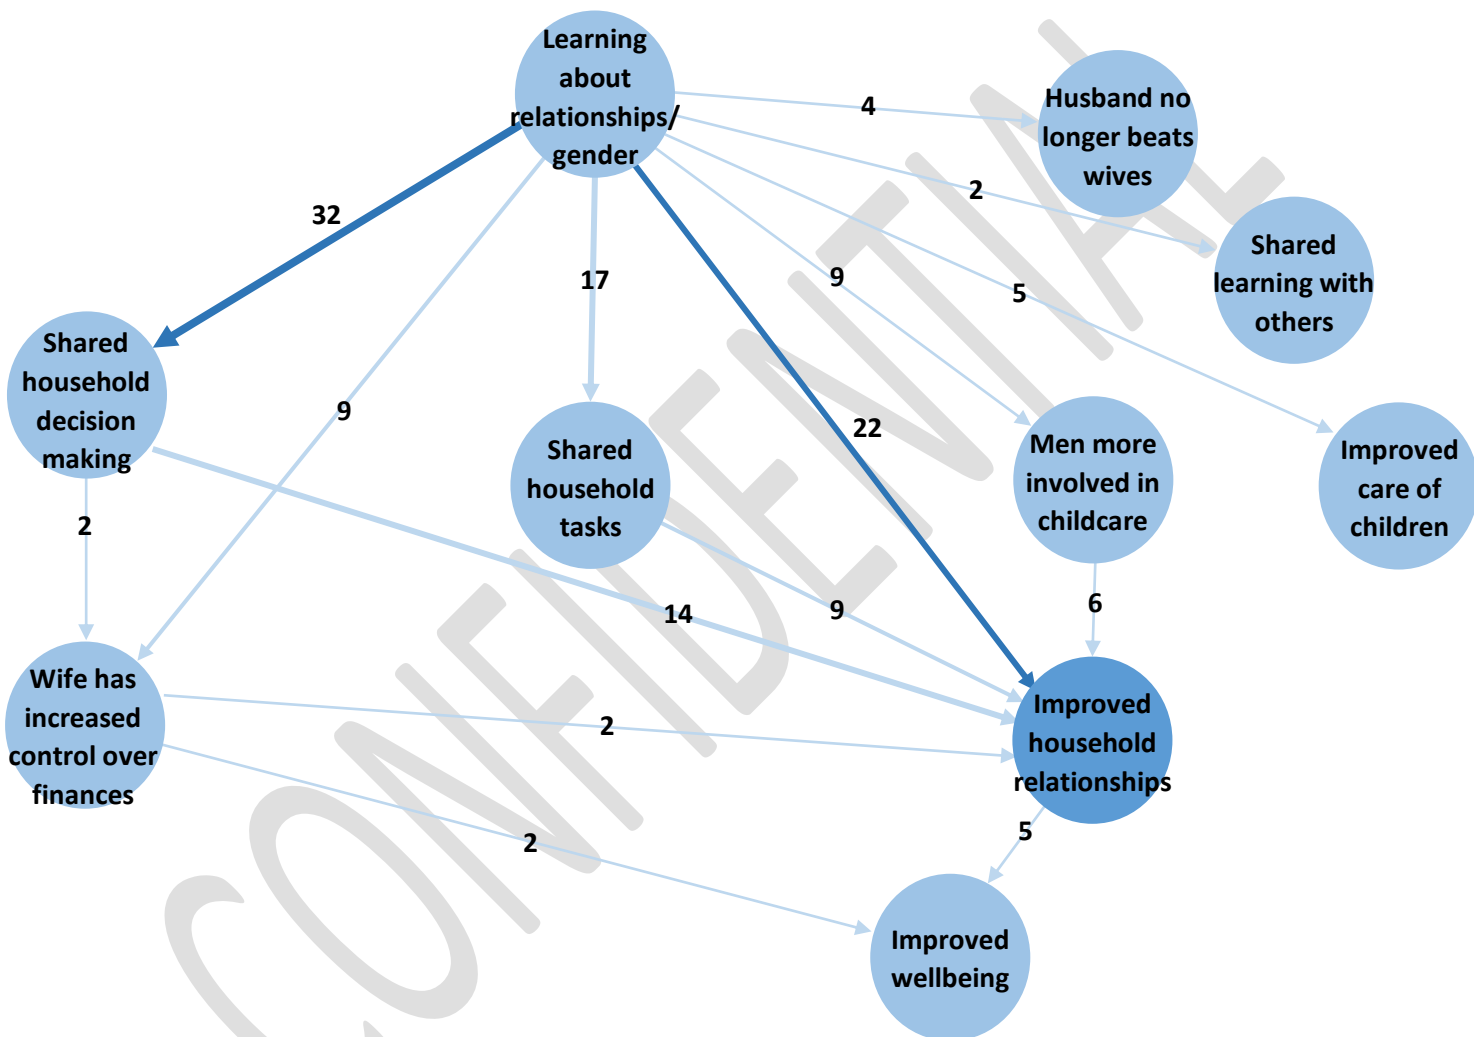 Learning
about
relationships/
gender
4
Husband no
longer beats
wives
2
32
Shared
learning with
others
17
9
5
Shared
household
decision
making
9
22
Shared
household
tasks
Men more
involved in
childcare
Improved
care of
children
2
14
9
6
Wife has
increased
control over
finances
2
Improved
household
relationships
2
5
Improved
wellbeing
CONFIDENTIAL